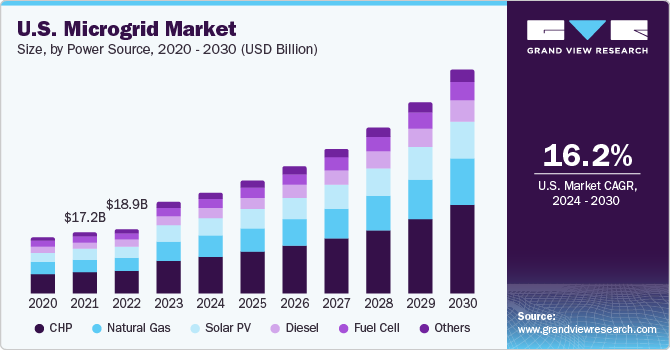 U.S. Microgrid Market
Size, by Power Source, 2020 - 2030 (USD Billion)
$17.2B
$18.9B
2020 2021 2022 2023 2024 2025 2026 2027 2028 2029 2030
CHP Natural Gas Solar PV Diesel Fuel Cell Others
GRAND VIEW RESEARCH
16.2%
U.S. Market CAGR,
2024 - 2030
Source:
www.grandviewresearch.com